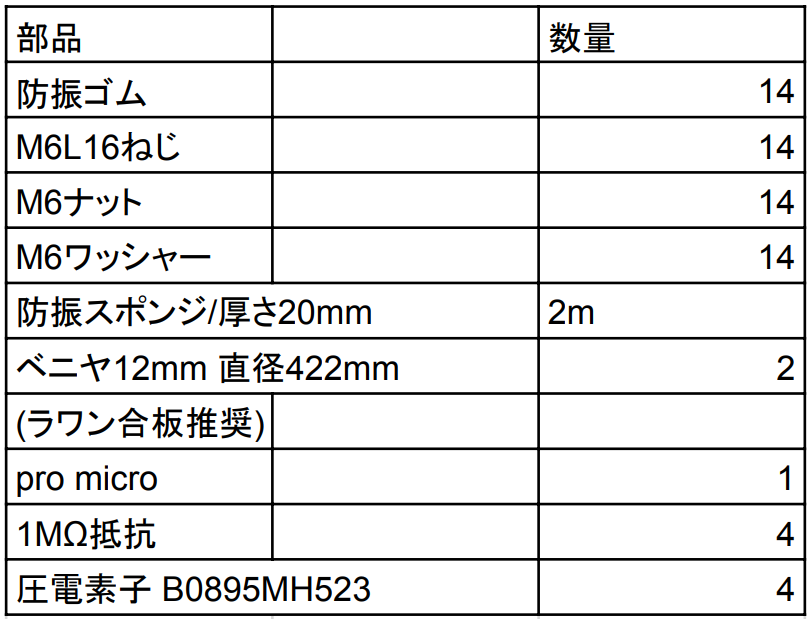 部品 数量
防振ゴム 14
M6L16ねじ 14
M6ナット 14
M6ワッシャー 14
防振スポンジ/厚さ20mm 2m
ベニヤ12mm 直径422mm 2
(ラワン合板推奨)
pro micro 1
1MΩ抵抗 4
圧電素子 B0895MH523 4